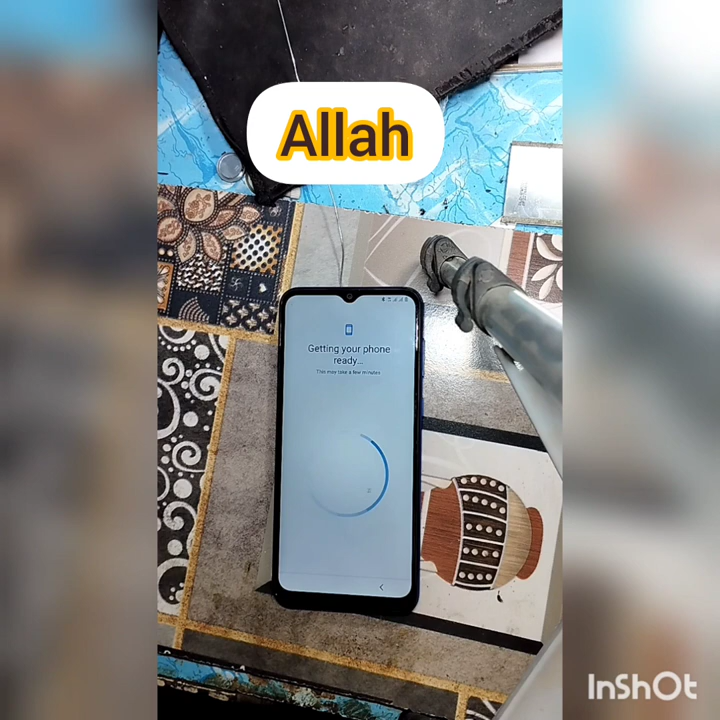 Allah
Getting your phone
ready...
This may take a few minutes
InShOt